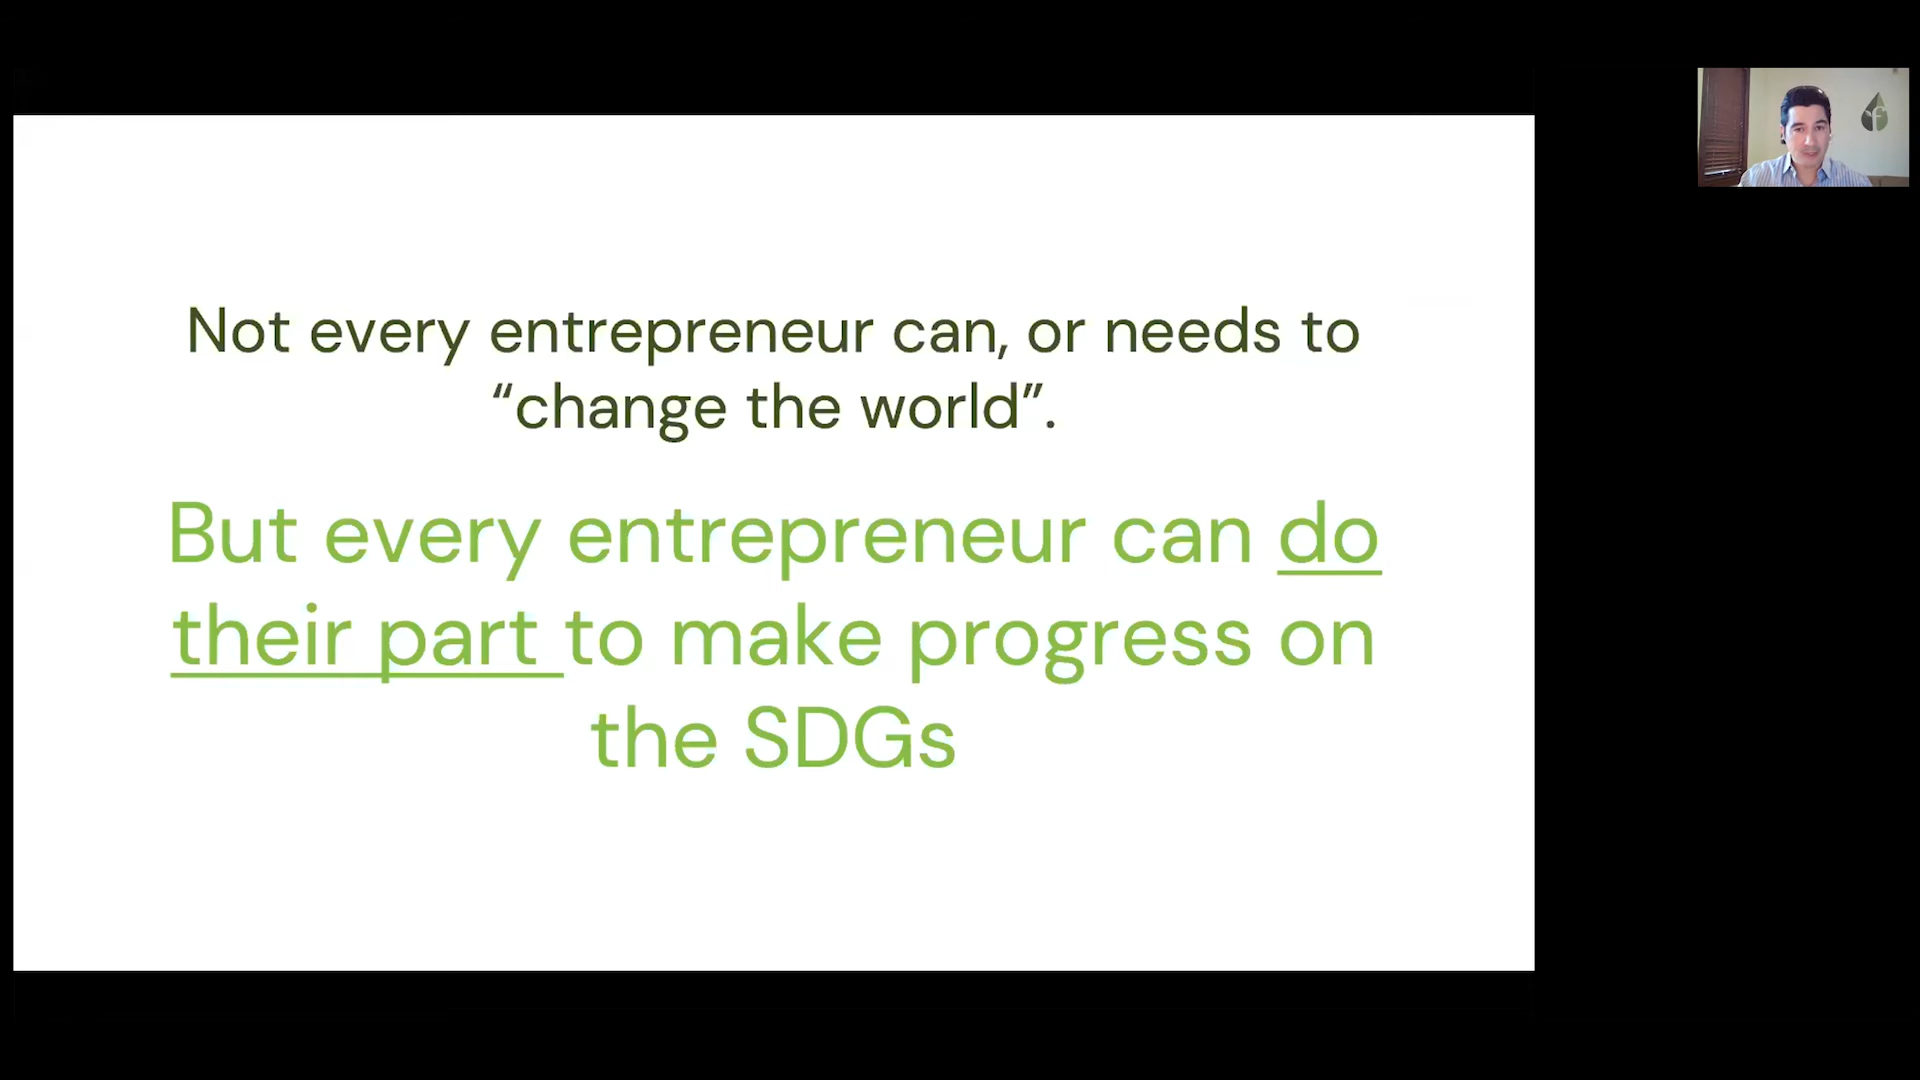 Not every entrepreneur can, or needs to
“change the world”.
But every entrepreneur can do
their part to make progress on
the SDGs